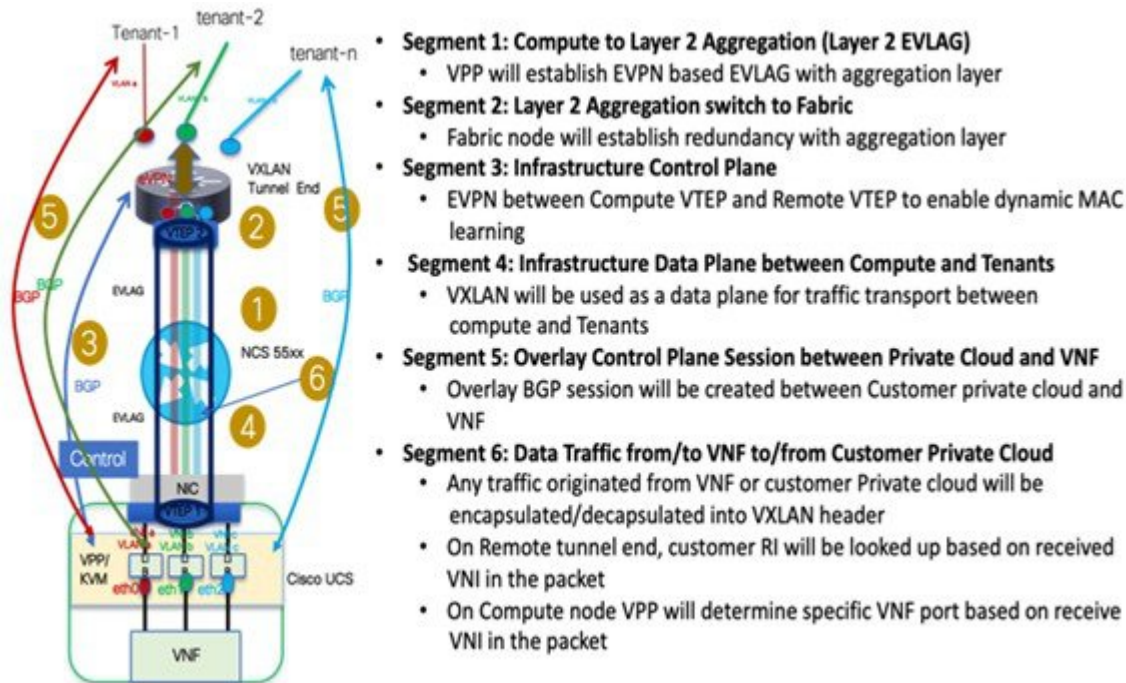 Tenant-1
tenant-2
tenant-n
VLAN a
eVPN
VXLAN
Tunnel End
VTEP 2
2
5
5
BGP
BGP
BGP
EVLAG
1
NCS 55xx
3
BGP
6
EVLAG
4
Control
NIC
VTEP 1
VPP/
KVM
eth0
eth1
eth2
Cisco UCS
VNF
• Segment 1: Compute to Layer 2 Aggregation (Layer 2 EVLAG)
• VPP will establish EVPN based EVLAG with aggregation layer
• Segment 2: Layer 2 Aggregation switch to Fabric
• Fabric node will establish redundancy with aggregation layer
• Segment 3: Infrastructure Control Plane
• EVPN between Compute VTEP and Remote VTEP to enable dynamic MAC
learning
• Segment 4: Infrastructure Data Plane between Compute and Tenants
• VXLAN will be used as a data plane for traffic transport between
compute and Tenants
• Segment 5: Overlay Control Plane Session between Private Cloud and VNF
• Overlay BGP session will be created between Customer private cloud and
VNF
• Segment 6: Data Traffic from/to VNF to/from Customer Private Cloud
• Any traffic originated from VNF or customer Private cloud will be
encapsulated/decapsulated into VXLAN header
• On Remote tunnel end, customer RI will be looked up based on received
VNI in the packet
• On Compute node VPP will determine specific VNF port based on receive
VNI in the packet